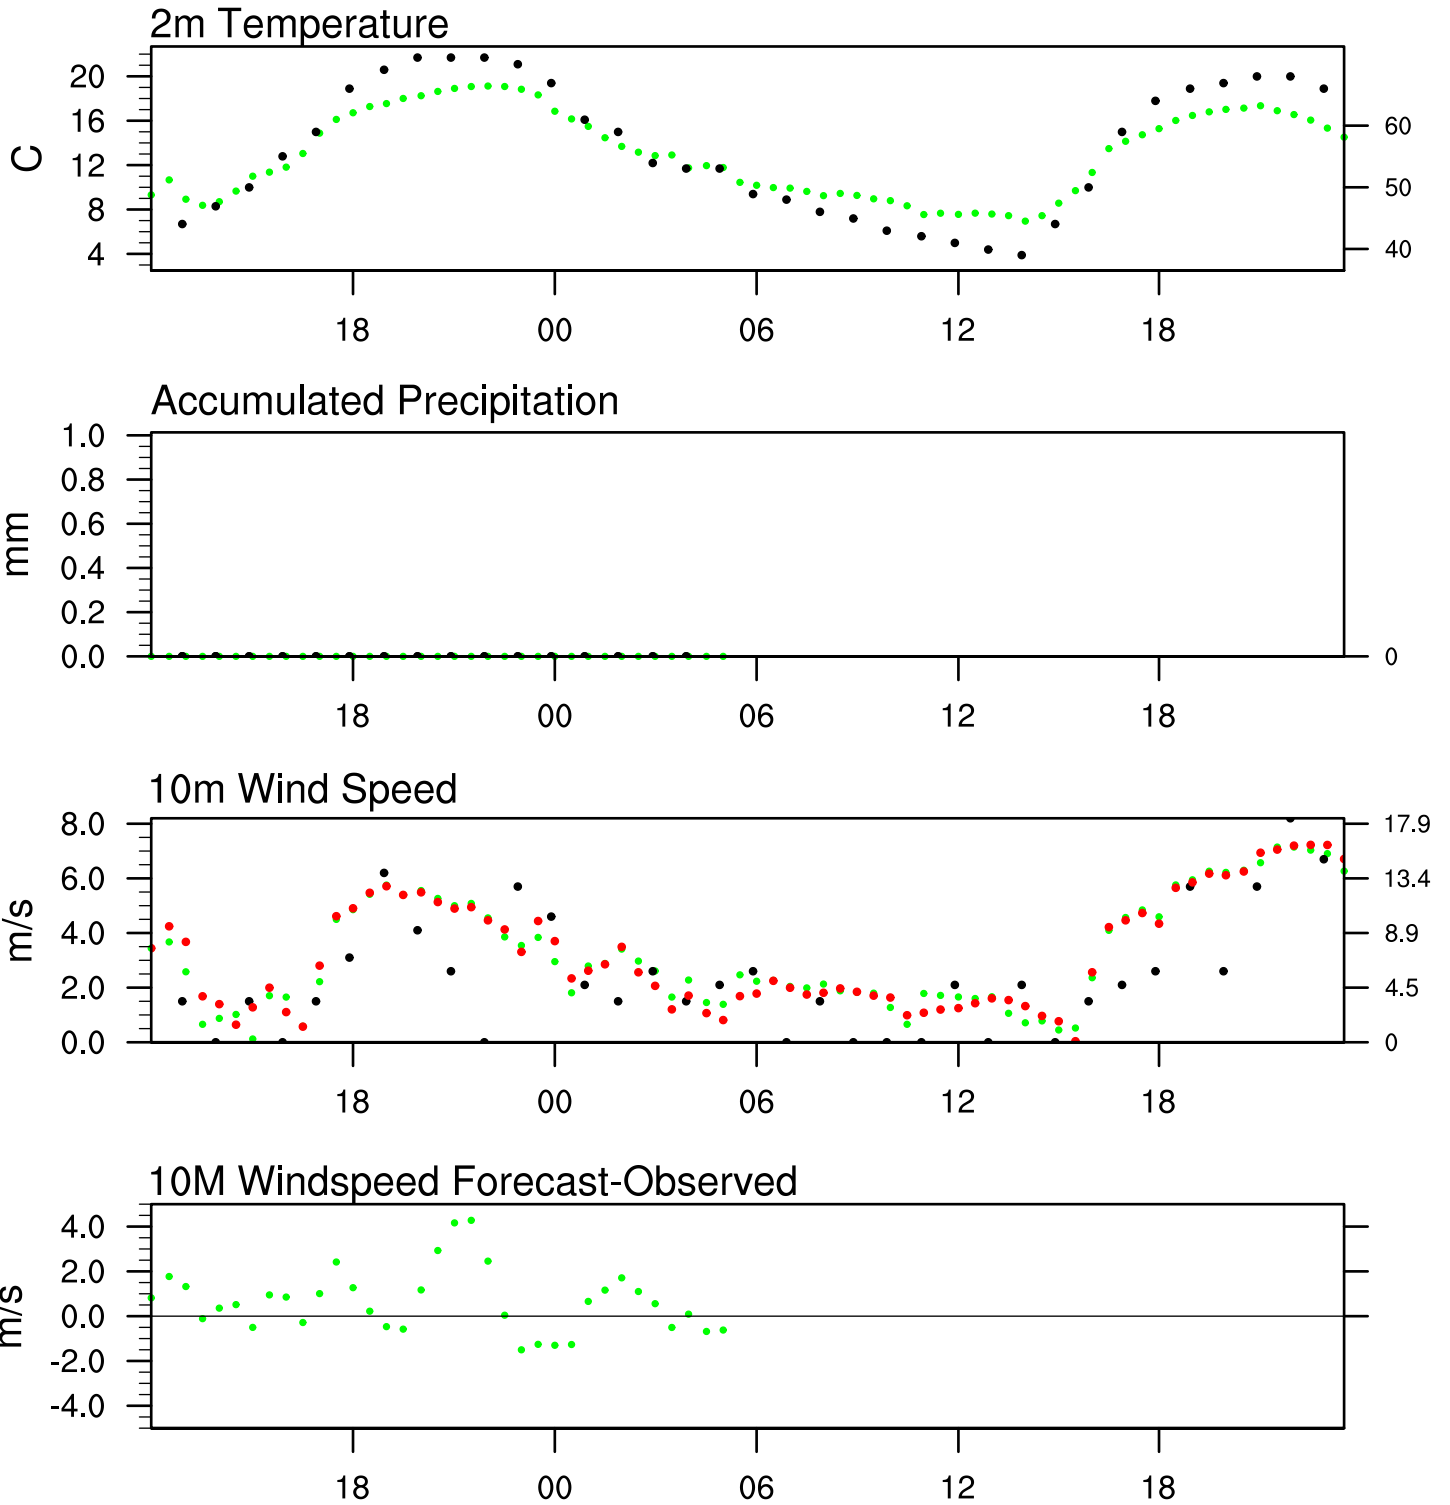 2m Temperature
20
16
12
8
4
C
60
50
40
18 00 06 12 18
Accumulated Precipitation
1.0
0.8
0.6
0.4
0.2
0.0
mm
0
18 00 06 12 18
10m Wind Speed
8.0
6.0
4.0
2.0
0.0
m/s
17.9
13.4
8.9
4.5
0
18 00 06 12 18
10M Windspeed Forecast-Observed
4.0
2.0
0.0
-2.0
-4.0
m/s
18 00 06 12 18